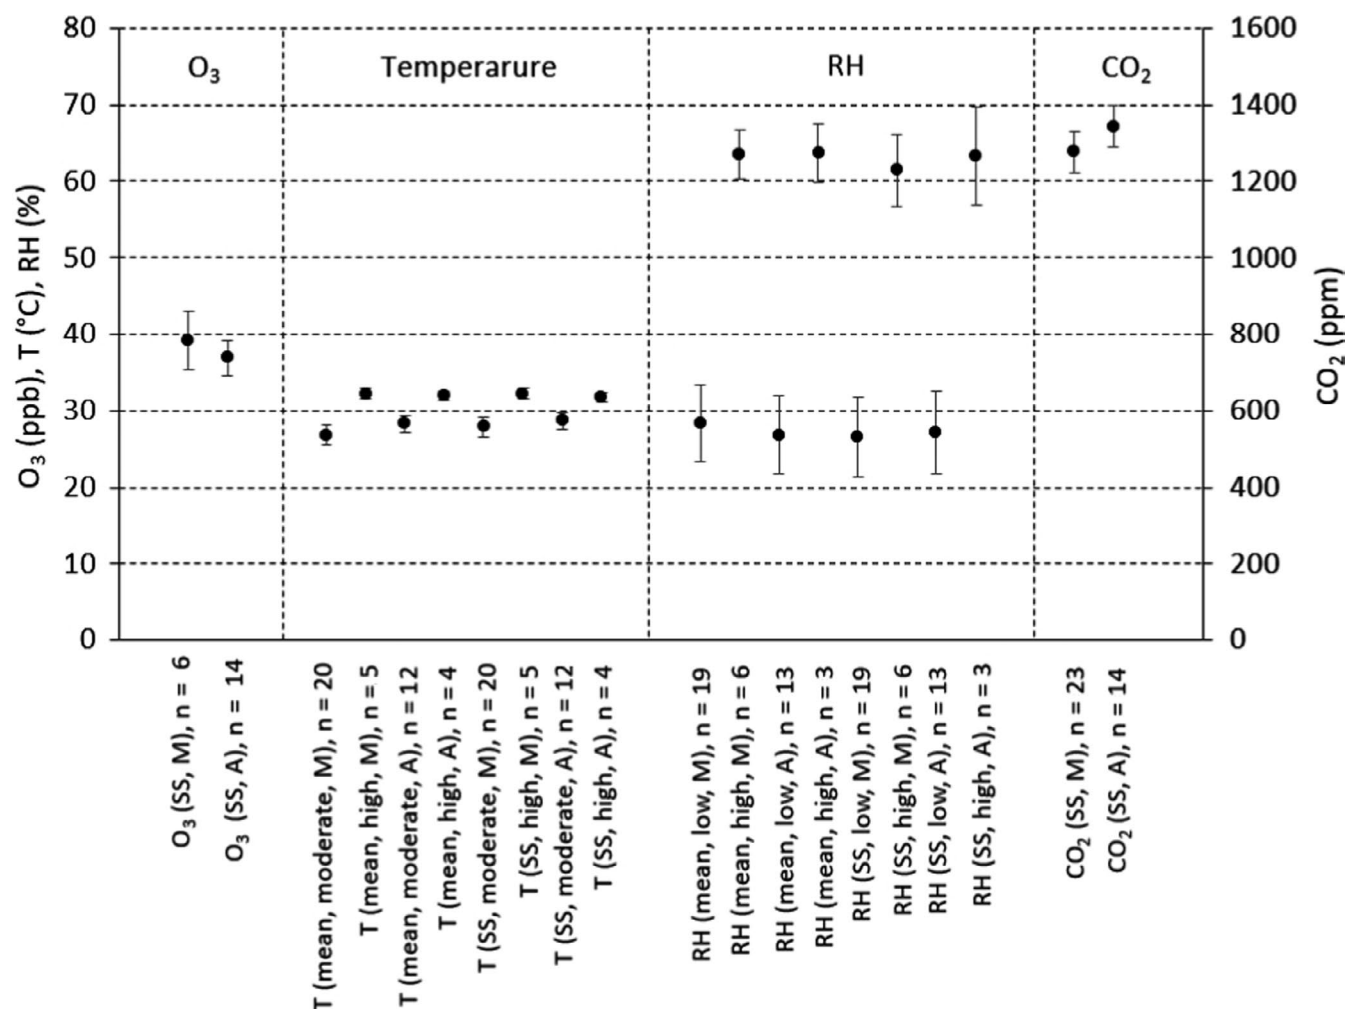 O₃
Temperarure
RH
CO₂
80
70
60
50
40
30
20
10
0
O₃ (ppb), T (°C), RH (%)
1600
1400
1200
1000
800
600
400
200
0
CO₂ (ppm)
O₃ (SS, M), n = 6
O₃ (SS, A), n = 14
T (mean, moderate, M), n = 20
T (mean, high, M), n = 5
T (mean, moderate, A), n = 12
T (mean, high, A), n = 4
T (SS, moderate, M), n = 20
T (SS, high, M), n = 5
T (SS, moderate, A), n = 12
T (SS, high, A), n = 4
RH (mean, low, M), n = 19
RH (mean, high, M), n = 6
RH (mean, low, A), n = 13
RH (mean, high, A), n = 3
RH (SS, low, M), n = 19
RH (SS, high, M), n = 6
RH (SS, low, A), n = 13
RH (SS, high, A), n = 3
CO₂ (SS, M), n = 23
CO₂ (SS, A), n = 14